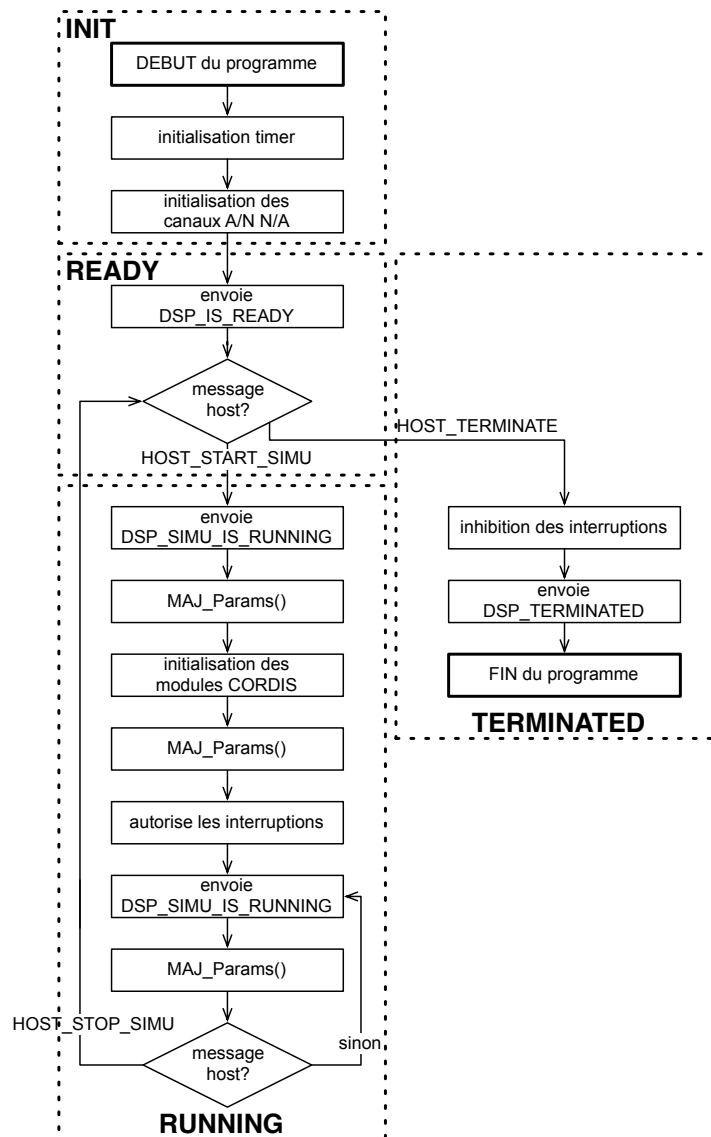 INIT
DEBUT du programme
initialisation timer
initialisation des
canaux A/N N/A
READY
envoie
DSP_IS_READY
message
host?
HOST_TERMINATE
HOST_START_SIMU
envoie
DSP_SIMU_IS_RUNNING
inhibition des interruptions
MAJ_Params()
envoie
DSP_TERMINATED
initialisation des
modules CORDIS
FIN du programme
TERMINATED
MAJ_Params()
autorise les interruptions
envoie
DSP_SIMU_IS_RUNNING
MAJ_Params()
HOST_STOP_SIMU
message
host?
sinon
RUNNING